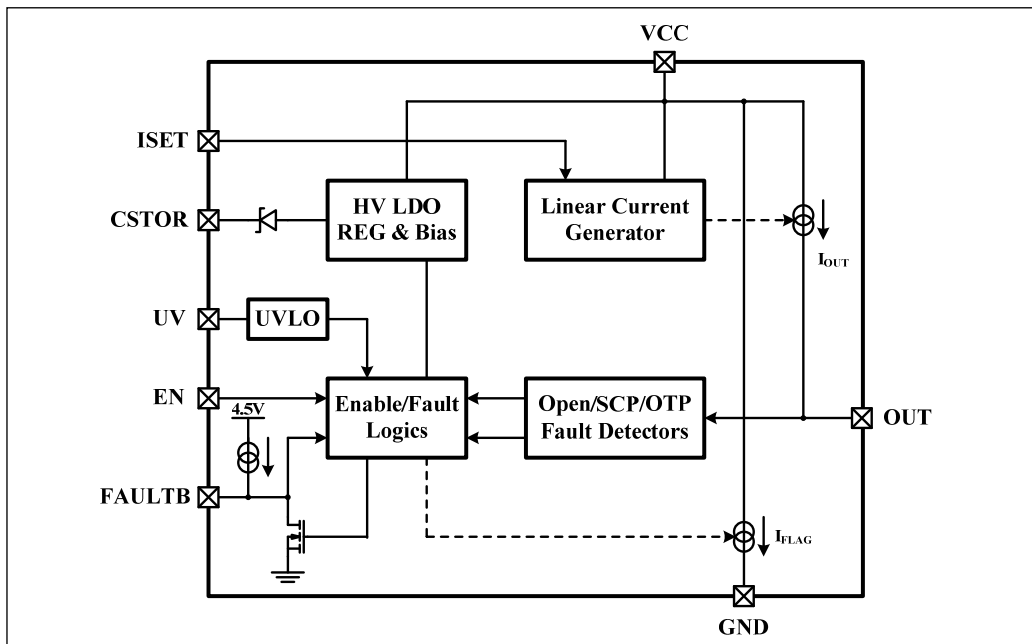 VCC
ISET
CSTOR
HV LDO
REG & Bias
Linear Current
Generator
IOUT
UV
UVLO
EN
4.5V
Enable/Fault
Logics
Open/SCP/OTP
Fault Detectors
OUT
FAULTB
IFLAG
GND